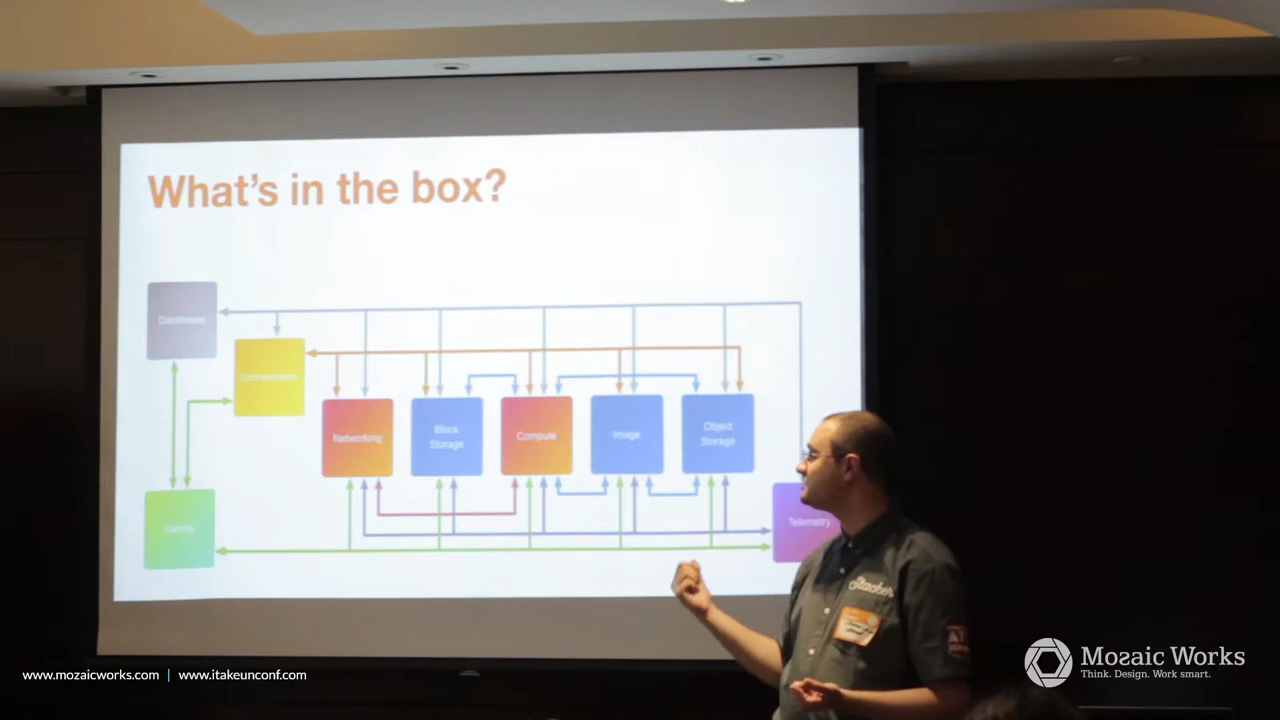 What's in the box?
Dashboard
Orchestration
Networking
Block
Storage
Compute
Image
Object
Storage
Identity
Telemetry
Stacker
www.mozaicworks.com | www.itakeunconf.com
Mozaic Works
Think. Design. Work smart.